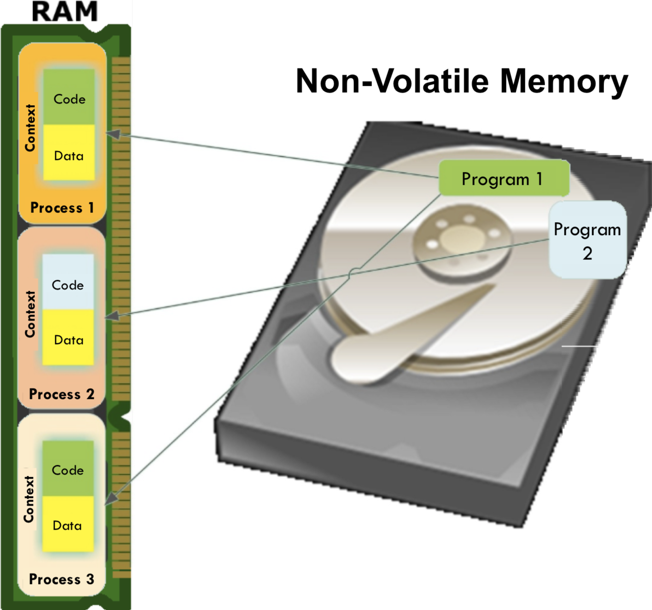 RAM
Non-Volatile Memory
Context
Code
Data
Process 1
Context
Code
Data
Process 2
Context
Code
Data
Process 3
Program 1
Program
2